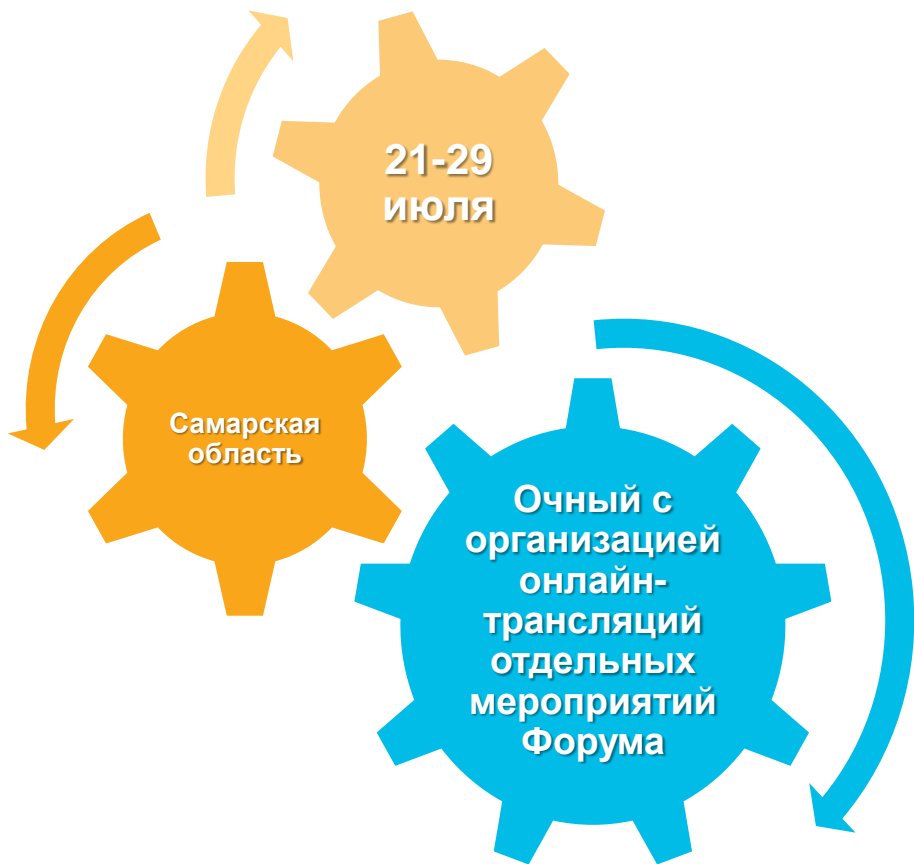 21-29
июля
Самарская
область
Очный с
организацией
онлайн-
трансляций
отдельных
мероприятий
Форума